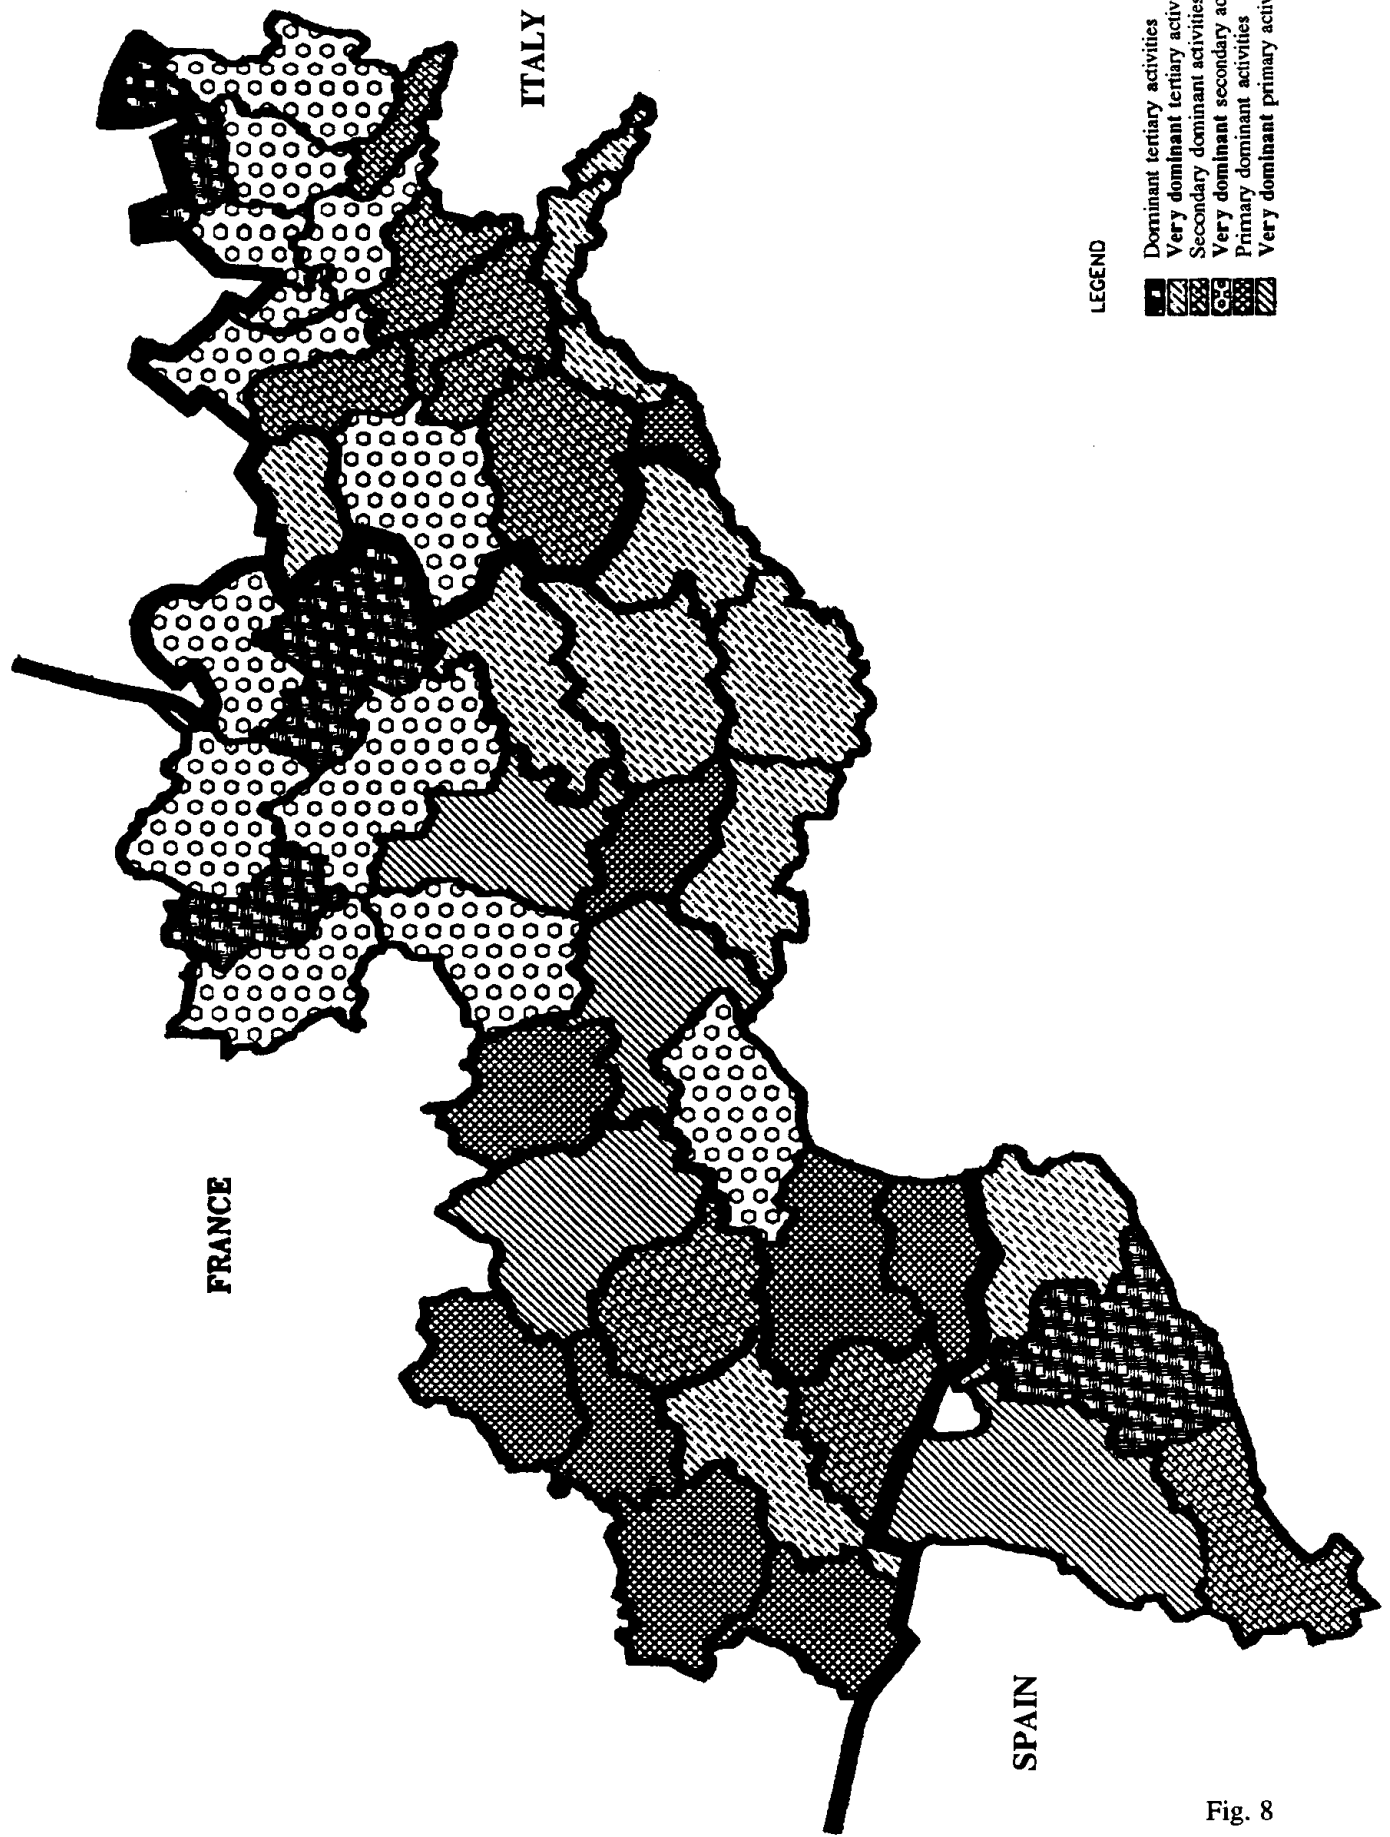 ITALY
FRANCE
SPAIN
LEGEND
Dominant tertiary activities
Very dominant tertiary activ
Secondary dominant activities
Very dominant secondary ac
Primary dominant activities
Very dominant primary activ
Fig. 8